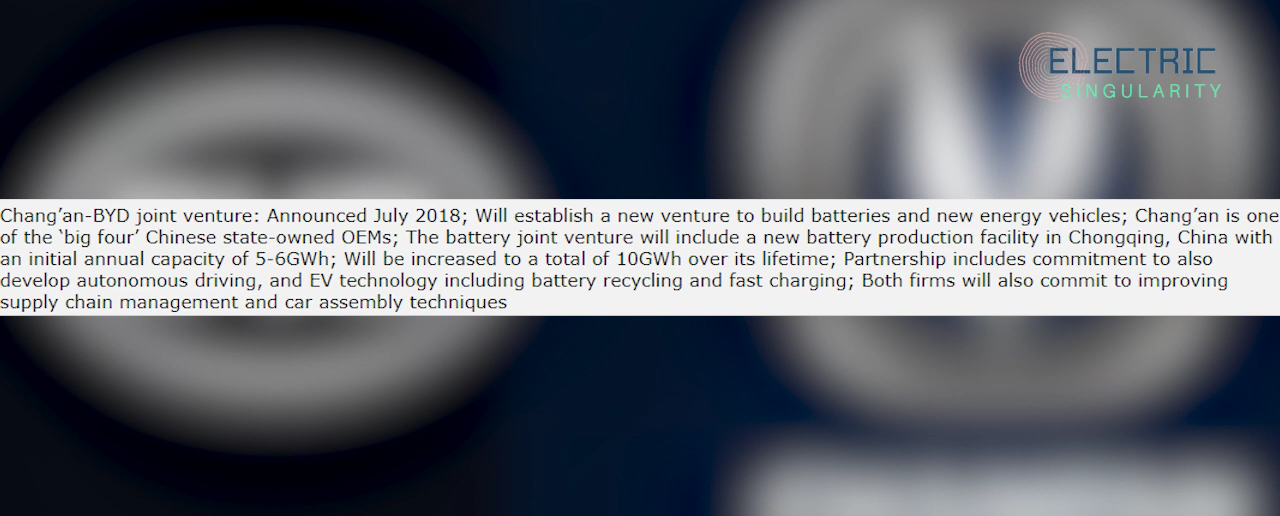 ELECTRIC
SINGULARITY
Chang’an-BYD joint venture: Announced July 2018; Will establish a new venture to build batteries and new energy vehicles; Chang’an is one
of the ‘big four’ Chinese state-owned OEMs; The battery joint venture will include a new battery production facility in Chongqing, China with
an initial annual capacity of 5-6GWh; Will be increased to a total of 10GWh over its lifetime; Partnership includes commitment to also
develop autonomous driving, and EV technology including battery recycling and fast charging; Both firms will also commit to improving
supply chain management and car assembly techniques